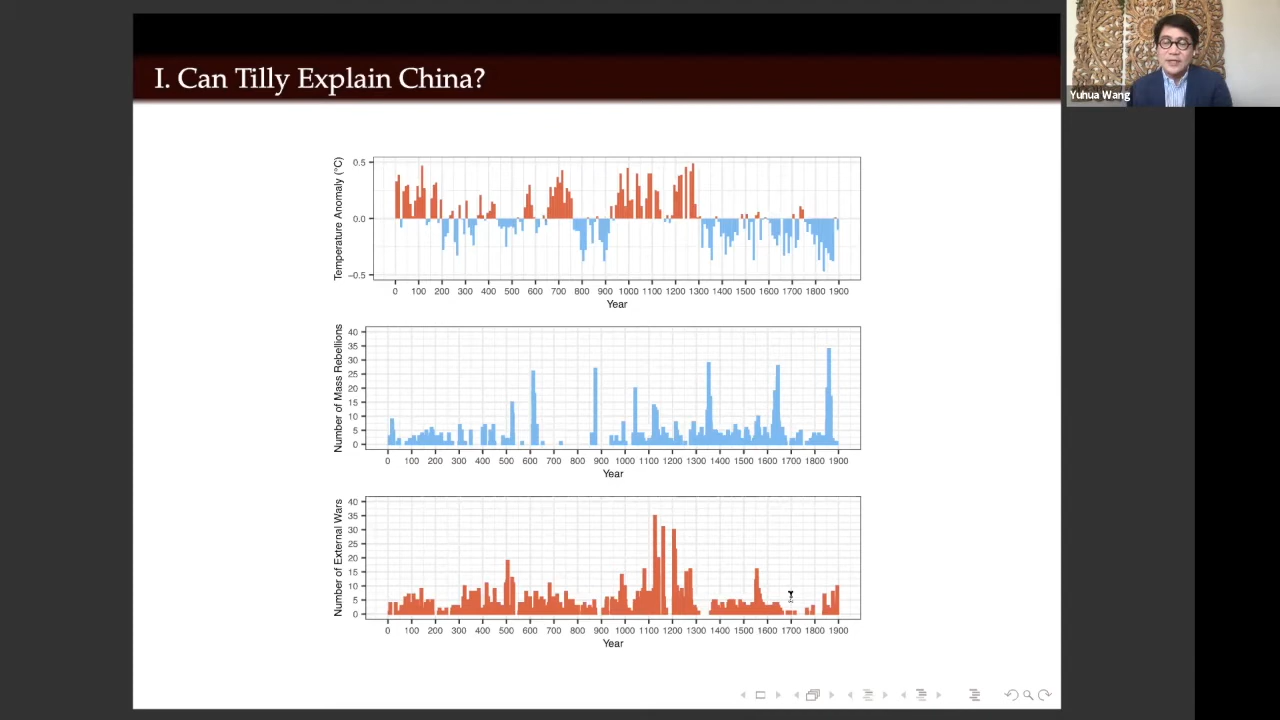 I. Can Tilly Explain China?
Yuhua Wang
Temperature Anomaly (°C)
0.5
0.0
−0.5
0 100 200 300 400 500 600 700 800 900 1000 1100 1200 1300 1400 1500 1600 1700 1800 1900
Year
Number of Mass Rebellions
40
35
30
25
20
15
10
5
0
0 100 200 300 400 500 600 700 800 900 1000 1100 1200 1300 1400 1500 1600 1700 1800 1900
Year
Number of External Wars
40
35
30
25
20
15
10
5
0
0 100 200 300 400 500 600 700 800 900 1000 1100 1200 1300 1400 1500 1600 1700 1800 1900
Year